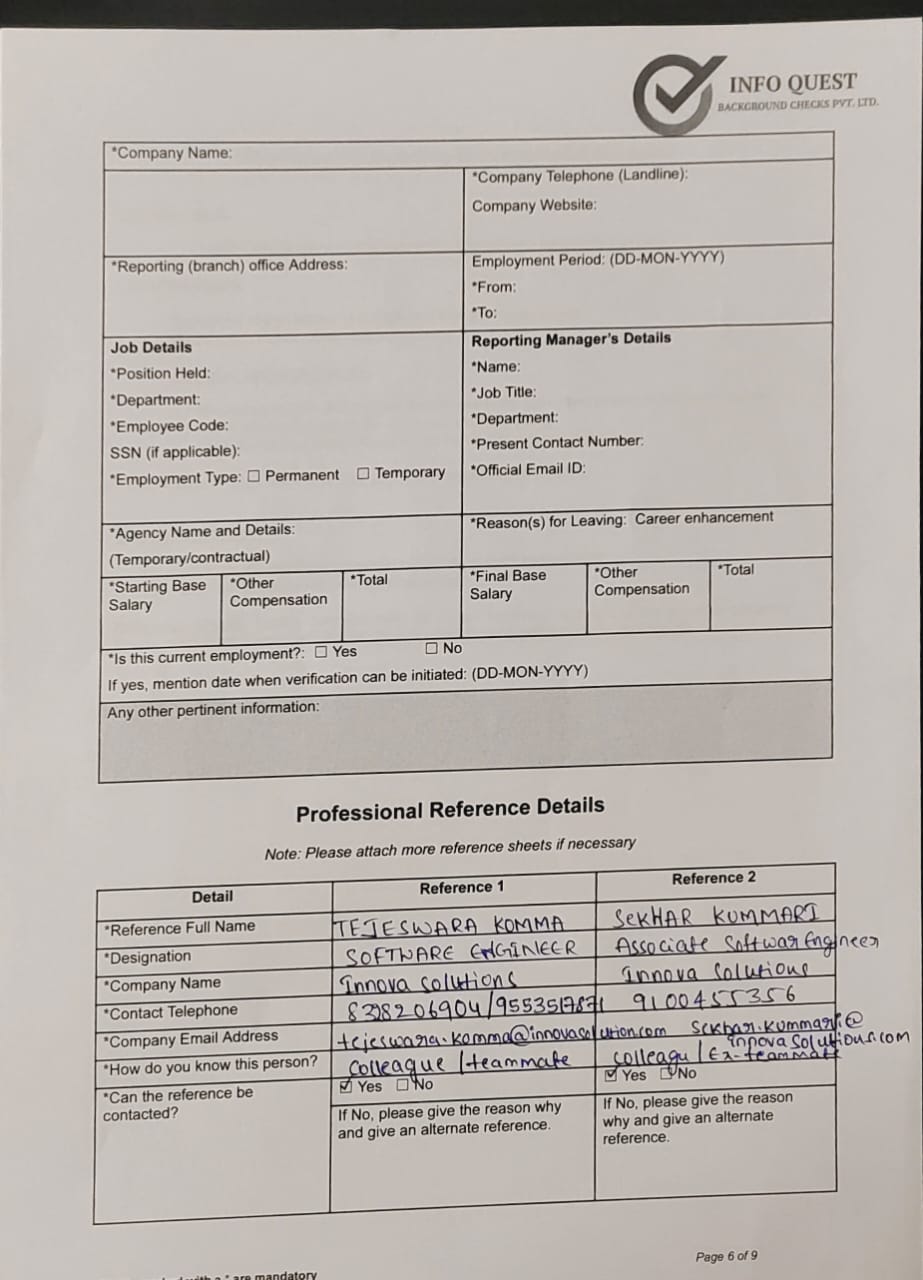 INFO QUEST
BACKGROUND CHECKS PVT. LTD.
*Company Name:
*Company Telephone (Landline):
Company Website:
*Reporting (branch) office Address:
Employment Period: (DD-MON-YYYY)
*From:
*To:
Job Details
*Position Held:
*Department:
*Employee Code:
SSN (if applicable):
*Employment Type: ☐ Permanent ☐ Temporary
Reporting Manager's Details
*Name:
*Job Title:
*Department:
*Present Contact Number:
*Official Email ID:
*Agency Name and Details:
(Temporary/contractual)
*Reason(s) for Leaving: Career enhancement
*Starting Base Salary
*Other Compensation
*Total
*Final Base Salary
*Other Compensation
*Total
*Is this current employment?: ☐ Yes ☐ No
If yes, mention date when verification can be initiated: (DD-MON-YYYY)
Any other pertinent information:
Professional Reference Details
Note: Please attach more reference sheets if necessary
Detail Reference 1 Reference 2
*Reference Full Name TEJESWARA KOMMA SEKHAR KUMMARI
*Designation SOFTWARE ENGINEER Associate Softwar Engineer
*Company Name Innova solutions Innova Solutions
*Contact Telephone 9100455356
*Company Email Address tejeswara.komma@innovasolution.com Sekhar.kummari@
innovasolutions.com
*How do you know this person? colleague / teammate colleagu / Ex-teammate
*Can the reference be contacted? ☑ Yes ☐ No ☑ Yes ☐ No
If No, please give the reason why
and give an alternate reference.
If No, please give the reason
why and give an alternate
reference.
Page 6 of 9
are mandatory